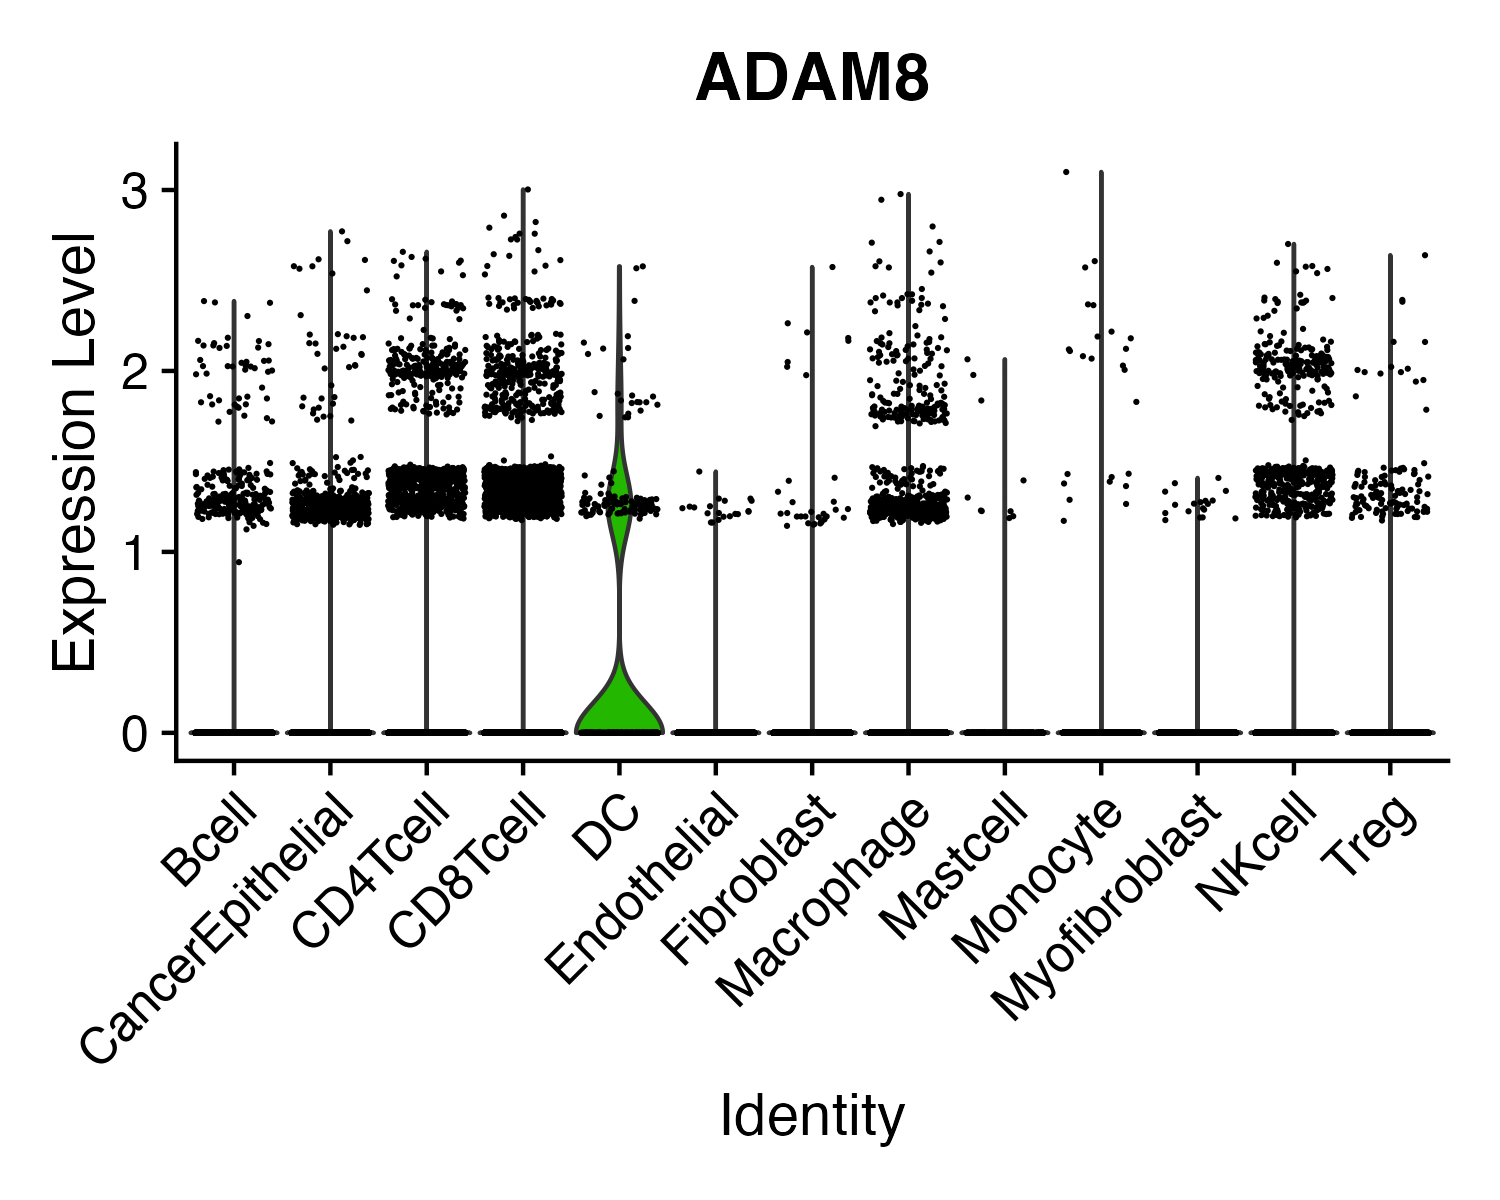 ADAM8
Expression Level
3
2
1
0
Bcell
CancerEpithelial
CD4Tcell
CD8Tcell
DC
Endothelial
Fibroblast
Macrophage
Mastcell
Monocyte
Myofibroblast
NKcell
Treg
Identity